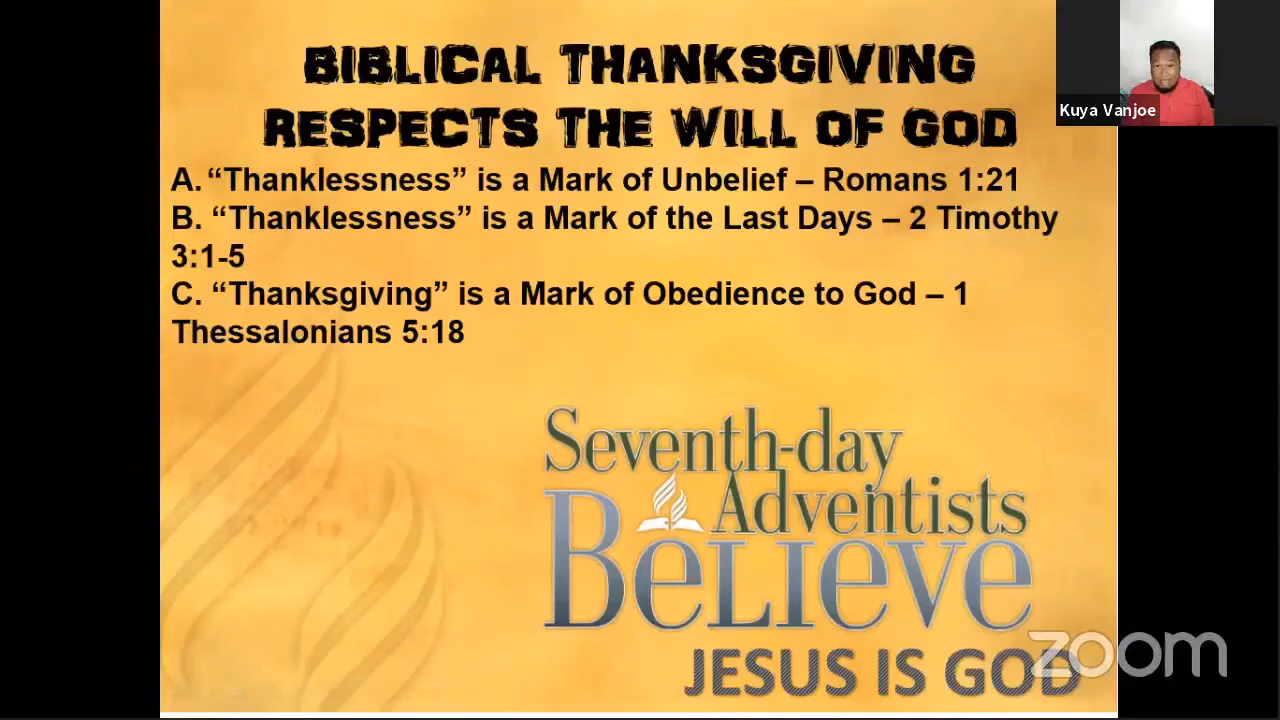 BIBLICAL THANKSGIVING
RESPECTS THE WILL OF GOD
A. “Thanklessness” is a Mark of Unbelief – Romans 1:21
B. “Thanklessness” is a Mark of the Last Days – 2 Timothy
3:1-5
C. “Thanksgiving” is a Mark of Obedience to God – 1
Thessalonians 5:18
Kuya Vanjoe
Seventh-day
Adventists
BELIEVE
JESUS IS GOD
zoom